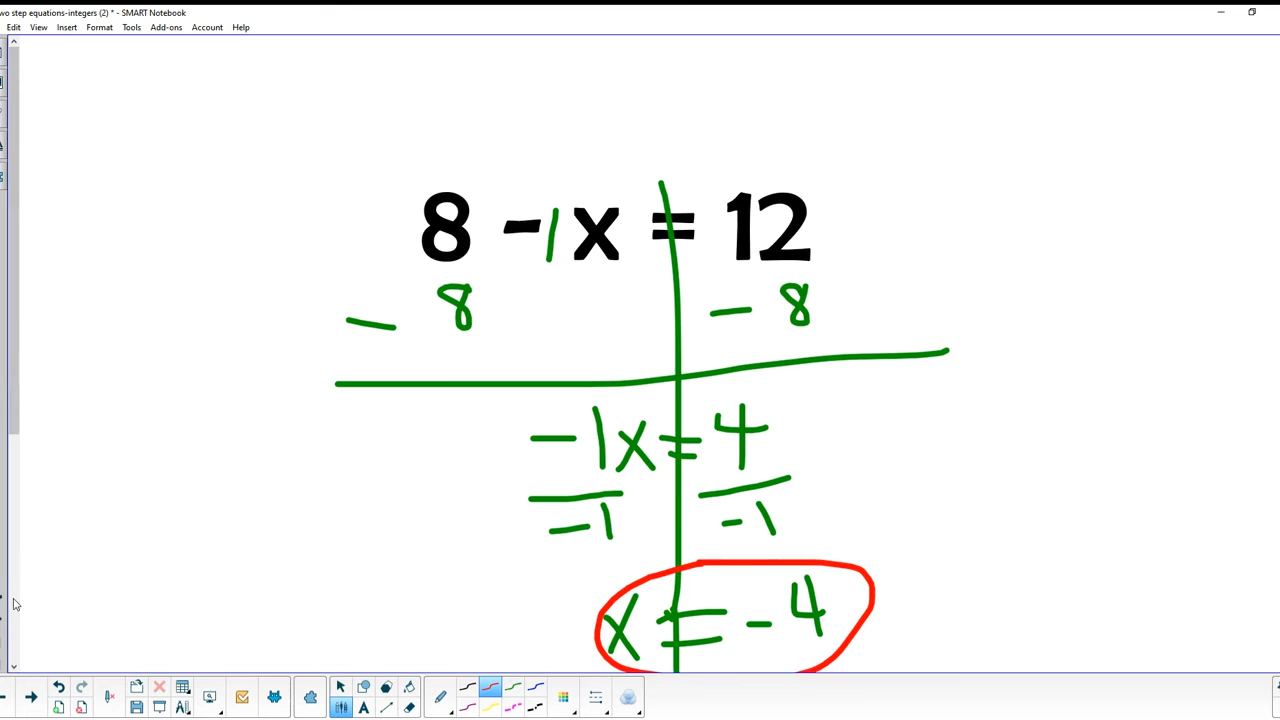 wo step equations-integers (2) * - SMART Notebook
Edit View Insert Format Tools Add-ons Account Help
8 - 1x = 12
- 8 - 8
-1x = 4
-1 -1
x = -4